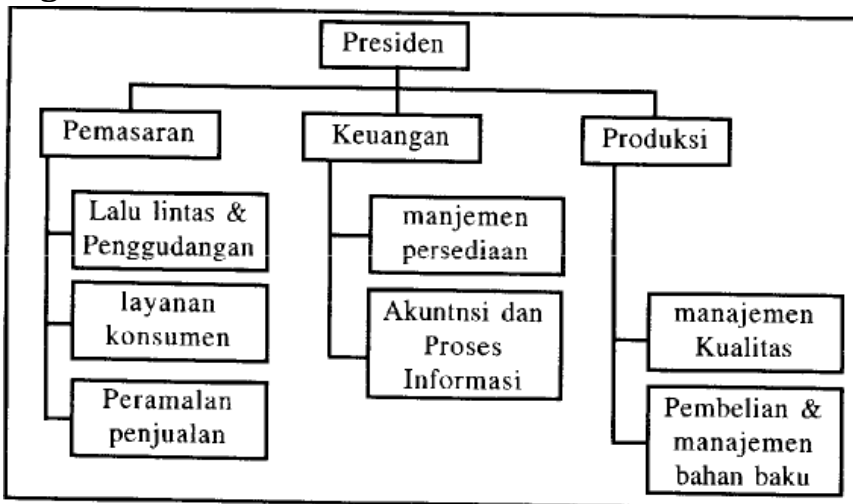 Presiden
Pemasaran
Keuangan
Produksi
Lalu lintas &
Penggudangan
layanan
konsumen
Peramalan
penjualan
manjemen
persediaan
Akuntnsi dan
Proses
Informasi
manajemen
Kualitas
Pembelian &
manajemen
bahan baku